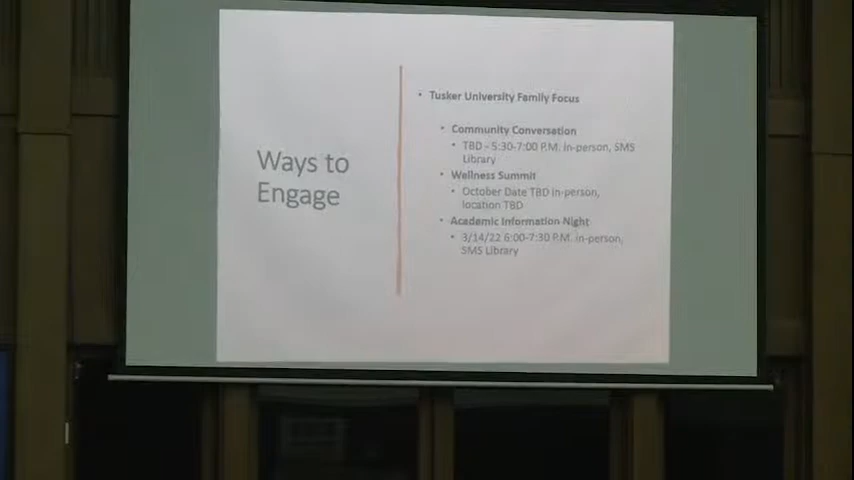 Ways to
Engage
• Tusker University Family Focus
• Community Conversation
• TBD - 5:30-7:00 P.M. in-person, SMS
Library
• Wellness Summit
• October Date TBD in-person,
location TBD
• Academic Information Night
• 3/14/22 6:00-7:30 P.M. in-person,
SMS Library